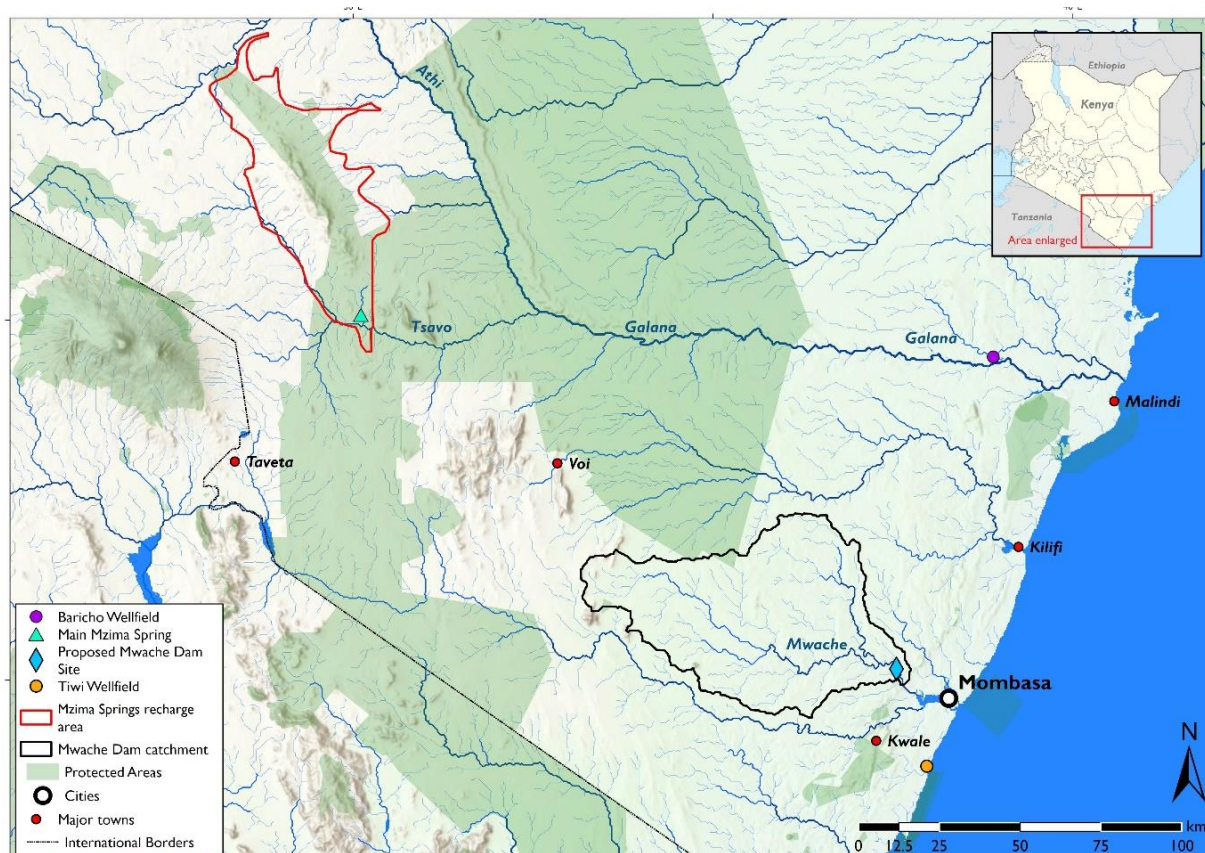 Athi
Tsavo
Galana
Galana
Malindi
Taveta
Voi
Kilifi
Mwache
Mombasa
Kwale
Ethiopia
Kenya
Tanzania
Area enlarged
Baricho Wellfield
Main Mzima Spring
Proposed Mwache Dam
Site
Tiwi Wellfield
Mzima Springs recharge
area
Mwache Dam catchment
Protected Areas
Cities
Major towns
International Borders
N
km
0 12.5 25 50 75 100